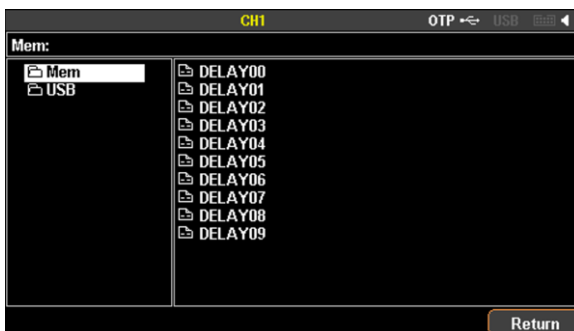 CH1 OTP USB
Mem:
Mem
USB
DELAY00
DELAY01
DELAY02
DELAY03
DELAY04
DELAY05
DELAY06
DELAY07
DELAY08
DELAY09
Return